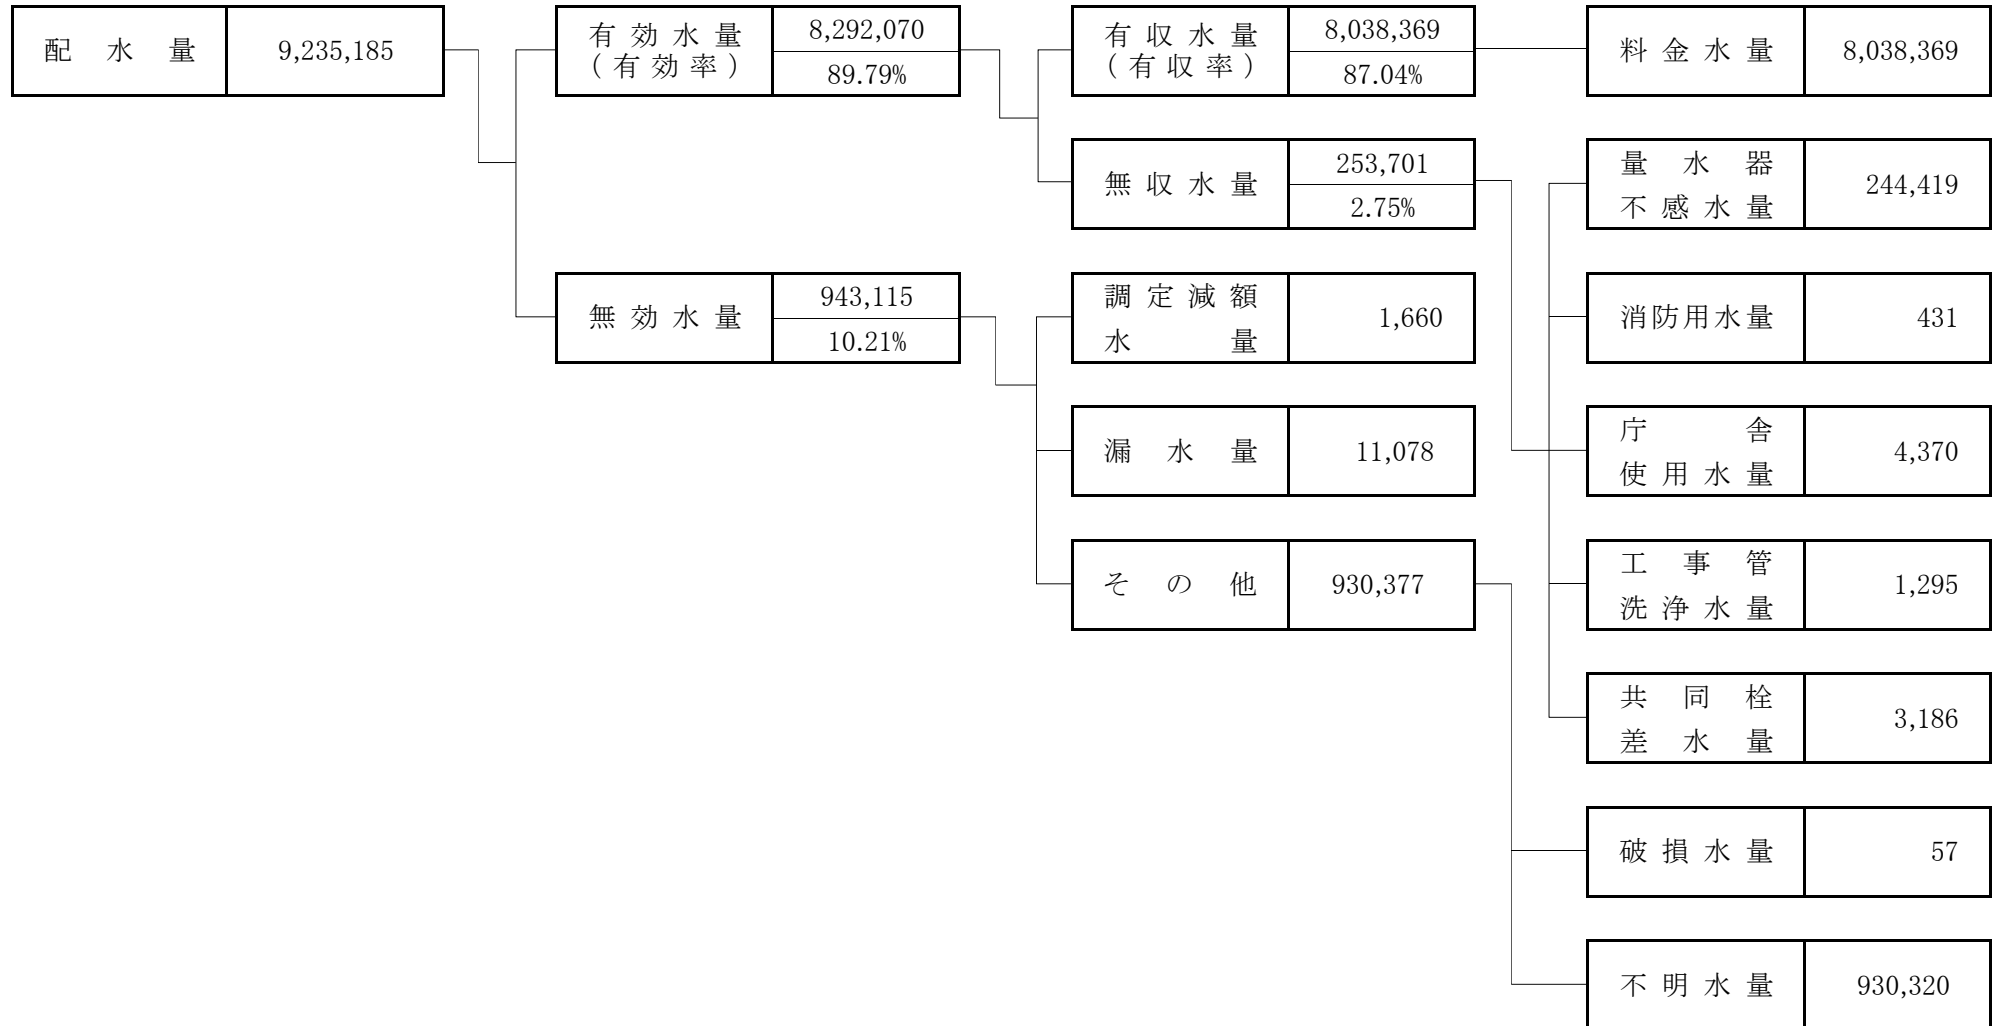 配水量 9,235,185
有効水量 8,292,070
(有効率) 89.79%
有収水量 8,038,369
(有収率) 87.04%
料金水量 8,038,369
無収水量 253,701
2.75%
量水器
不感水量 244,419
無効水量 943,115
10.21%
調定減額
水量 1,660
消防用水量 431
漏水量 11,078
庁舎
使用水量 4,370
その他 930,377
工事管
洗浄水量 1,295
共同栓
差水量 3,186
破損水量 57
不明水量 930,320